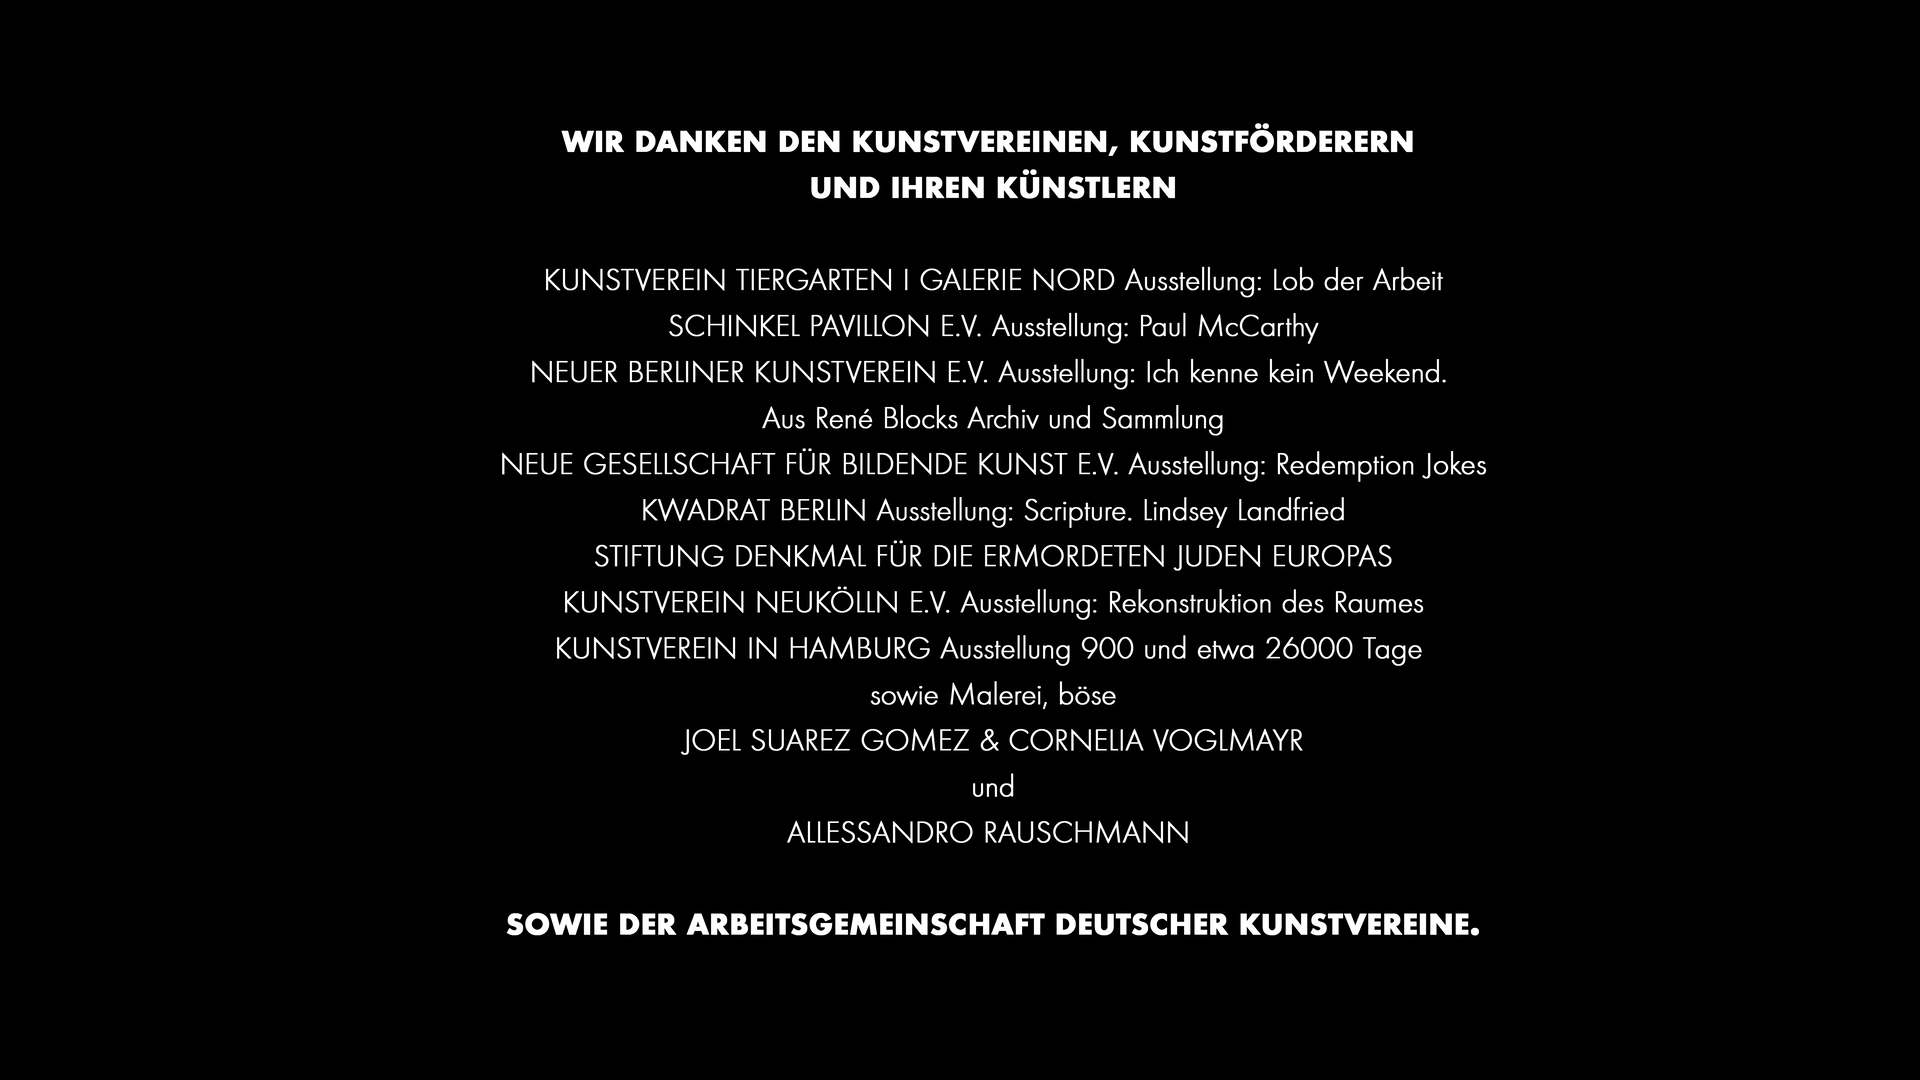 WIR DANKEN DEN KUNSTVEREINEN, KUNSTFÖRDERERN
UND IHREN KÜNSTLERN
KUNSTVEREIN TIERGARTEN I GALERIE NORD Ausstellung: Lob der Arbeit
SCHINKEL PAVILLON E.V. Ausstellung: Paul McCarthy
NEUER BERLINER KUNSTVEREIN E.V. Ausstellung: Ich kenne kein Weekend.
Aus René Blocks Archiv und Sammlung
NEUE GESELLSCHAFT FÜR BILDENDE KUNST E.V. Ausstellung: Redemption Jokes
KWADRAT BERLIN Ausstellung: Scripture. Lindsey Landfried
STIFTUNG DENKMAL FÜR DIE ERMORDETEN JUDEN EUROPAS
KUNSTVEREIN NEUKÖLLN E.V. Ausstellung: Rekonstruktion des Raumes
KUNSTVEREIN IN HAMBURG Ausstellung 900 und etwa 26000 Tage
sowie Malerei, böse
JOEL SUAREZ GOMEZ & CORNELIA VOGLMAYR
und
ALLESSANDRO RAUSCHMANN
SOWIE DER ARBEITSGEMEINSCHAFT DEUTSCHER KUNSTVEREINE.